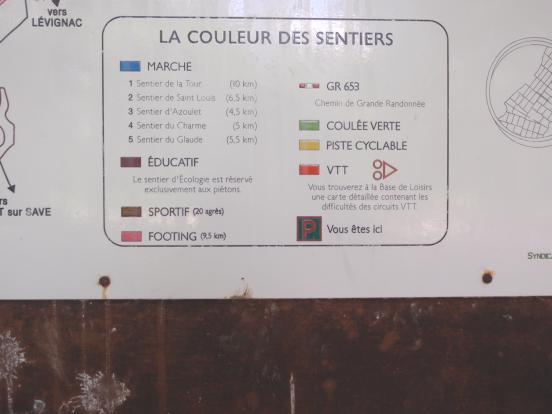 vers
LÉVIGNAC
LA COULEUR DES SENTIERS
MARCHE
1 Sentier de la Tour (10 km)
2 Sentier de Saint Louis (6,5 km)
3 Sentier d'Azoulet (4,5 km)
4 Sentier du Charme (5 km)
5 Sentier du Glaude (5,5 km)
ÉDUCATIF
Le sentier d'Écologie est réservé
exclusivement aux piétons.
SPORTIF (20 agrès)
FOOTING (9,5 km)
GR 653
Chemin de Grande Randonnée
COULÉE VERTE
PISTE CYCLABLE
VTT
Vous trouverez à la Base de Loisirs
une carte détaillée contenant les
difficultés des circuits VTT.
P Vous êtes ici
rs
T sur SAVE
SYNDIC